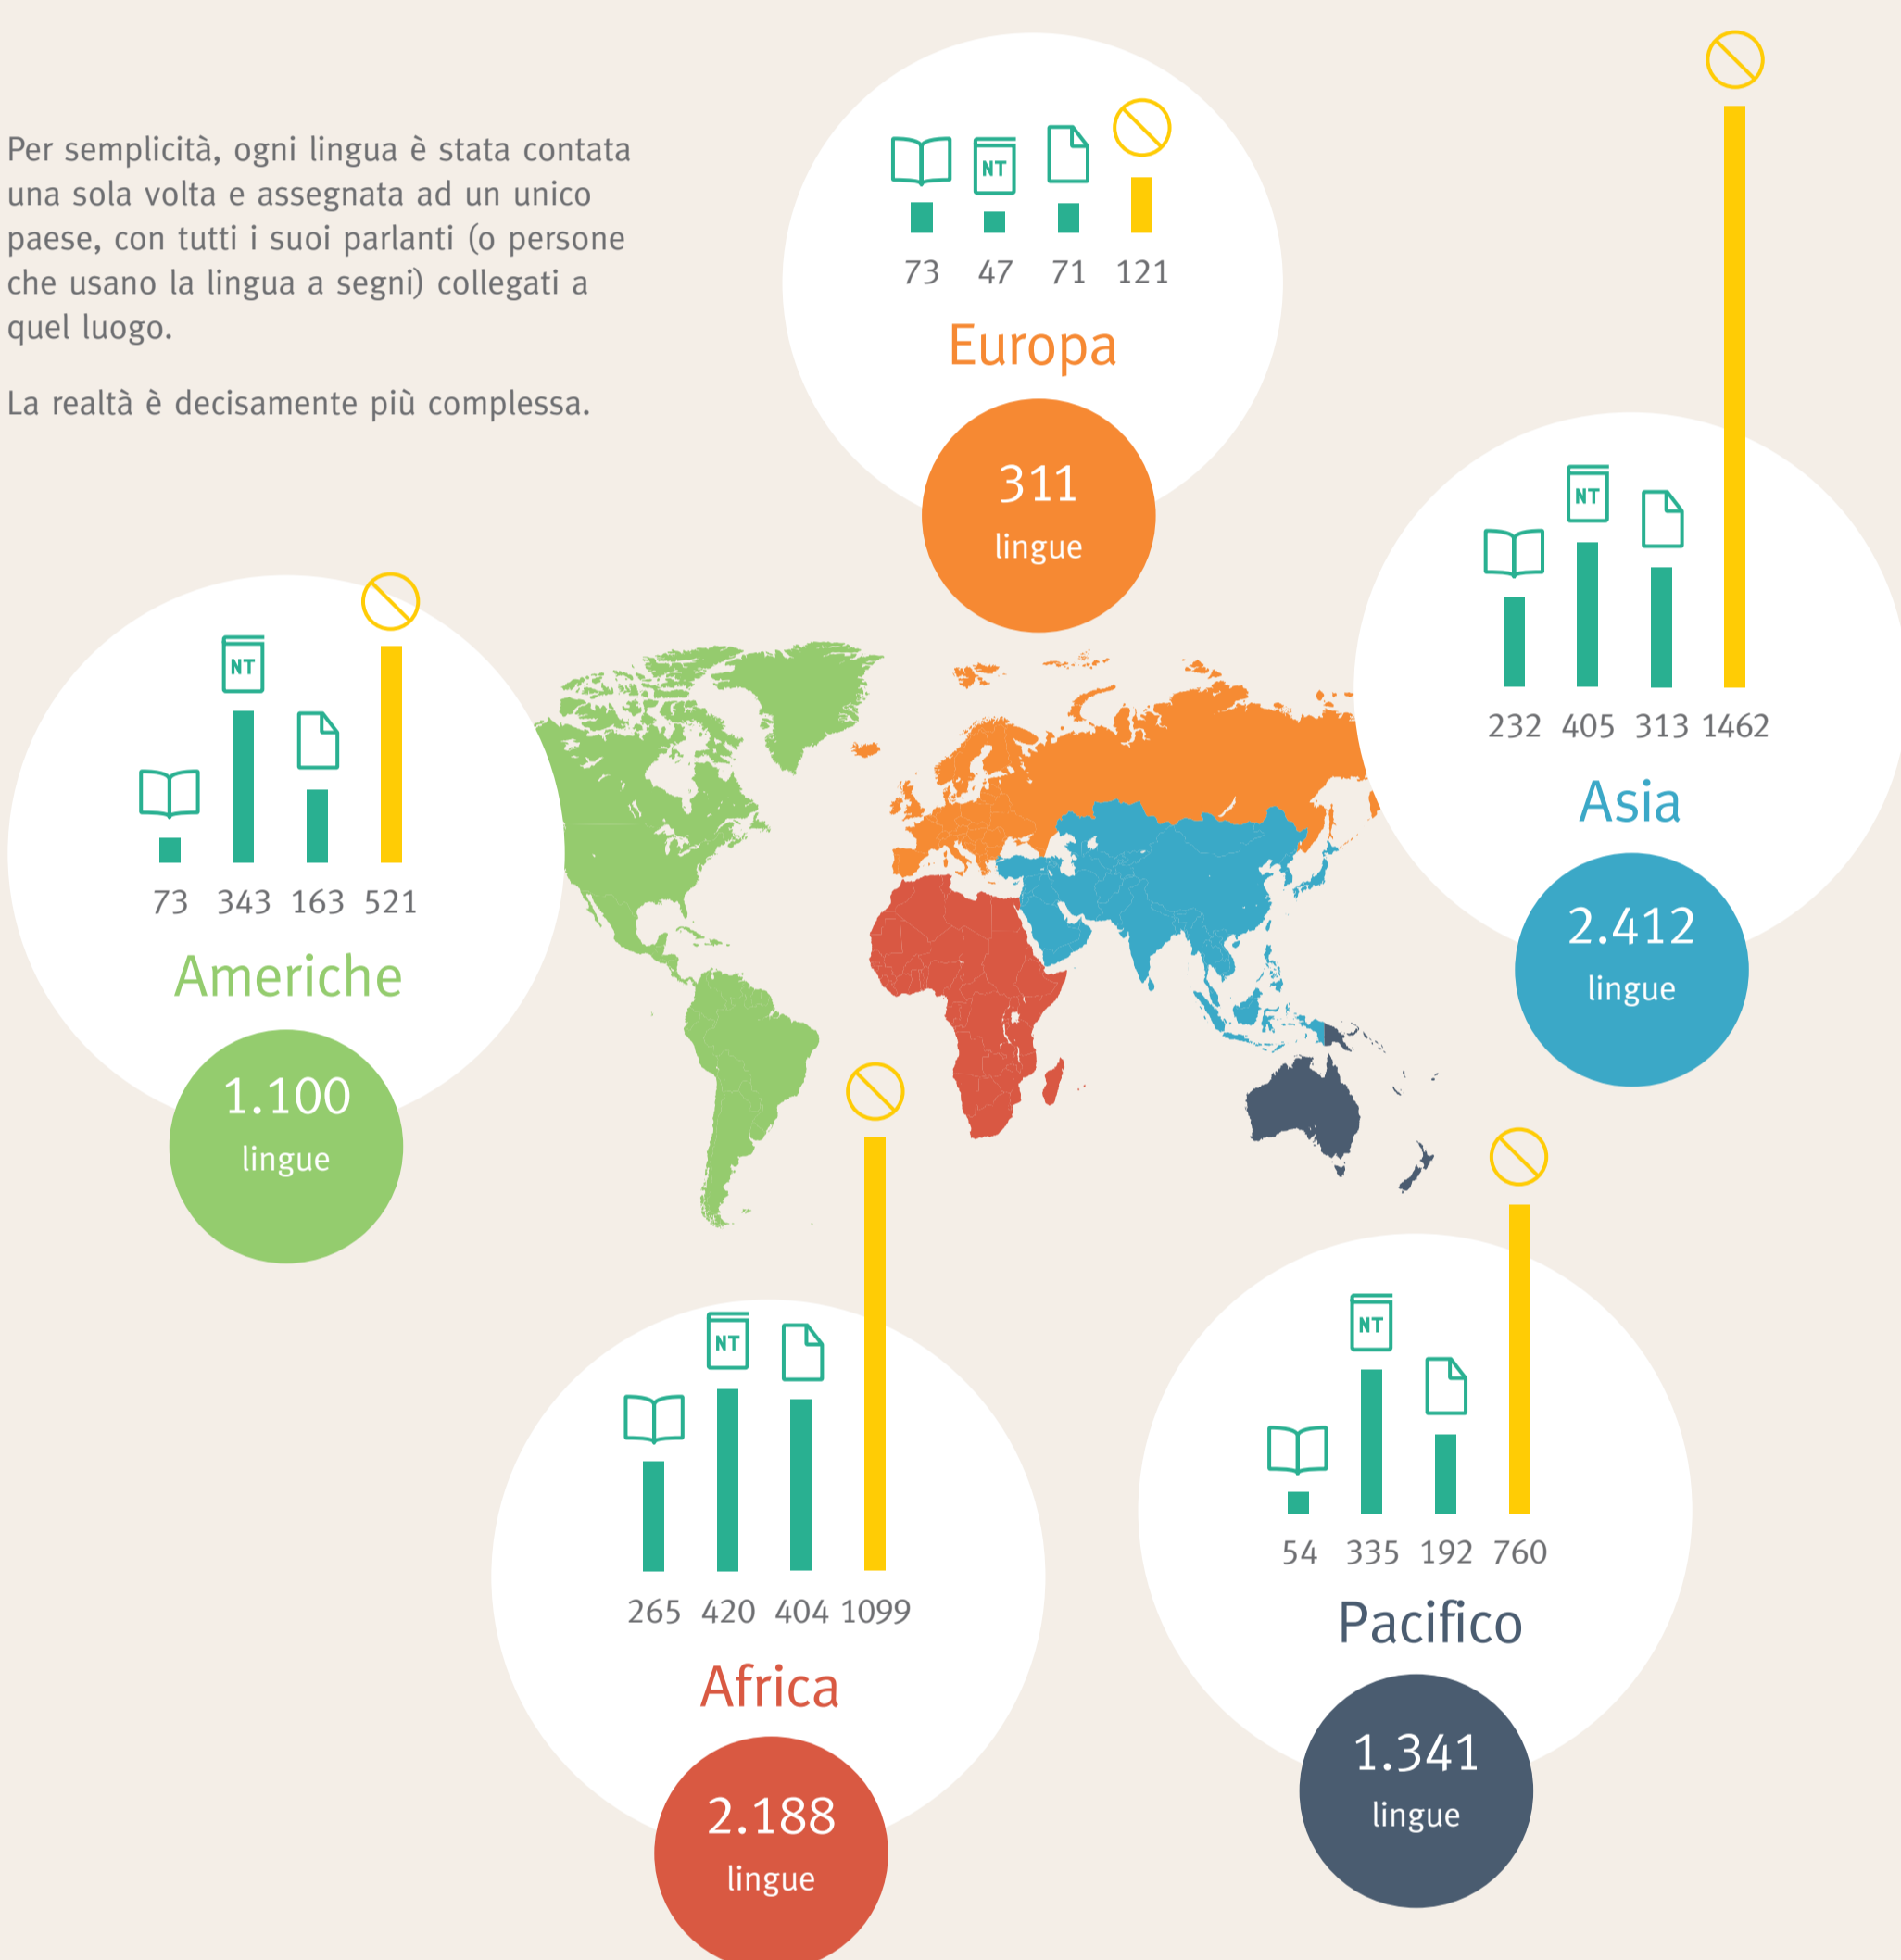 Per semplicità, ogni lingua è stata contata
una sola volta e assegnata ad un unico
paese, con tutti i suoi parlanti (o persone
che usano la lingua a segni) collegati a
quel luogo.
La realtà è decisamente più complessa.
NT
73 47 71 121
Europa
311
lingue
NT
232 405 313 1462
Asia
2.412
lingue
NT
73 343 163 521
Americhe
1.100
lingue
NT
265 420 404 1099
Africa
2.188
lingue
NT
54 335 192 760
Pacifico
1.341
lingue